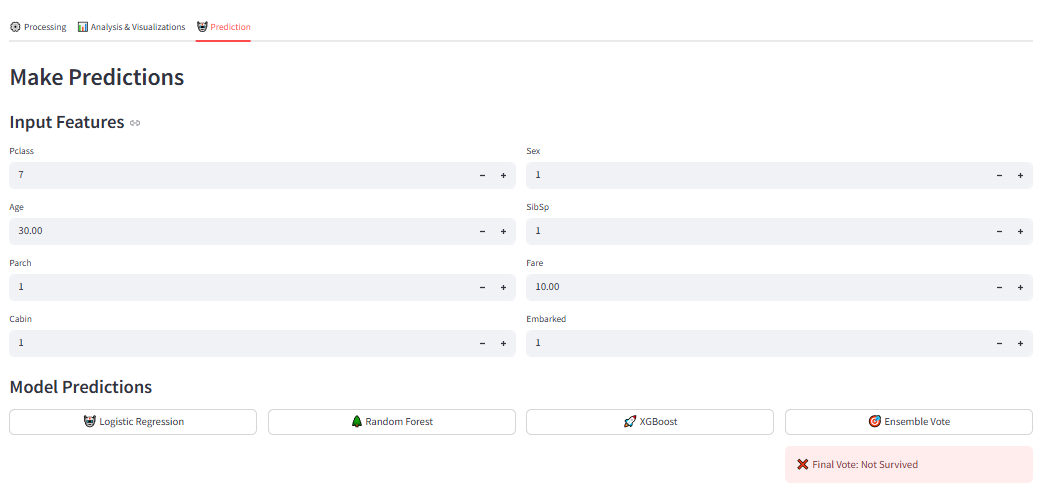 Processing Analysis & Visualizations Prediction
Make Predictions
Input Features
Pclass Sex
7 − + 1 − +
Age SibSp
30.00 − + 1 − +
Parch Fare
1 − + 10.00 − +
Cabin Embarked
1 − + 1 − +
Model Predictions
Logistic Regression Random Forest XGBoost Ensemble Vote
Final Vote: Not Survived